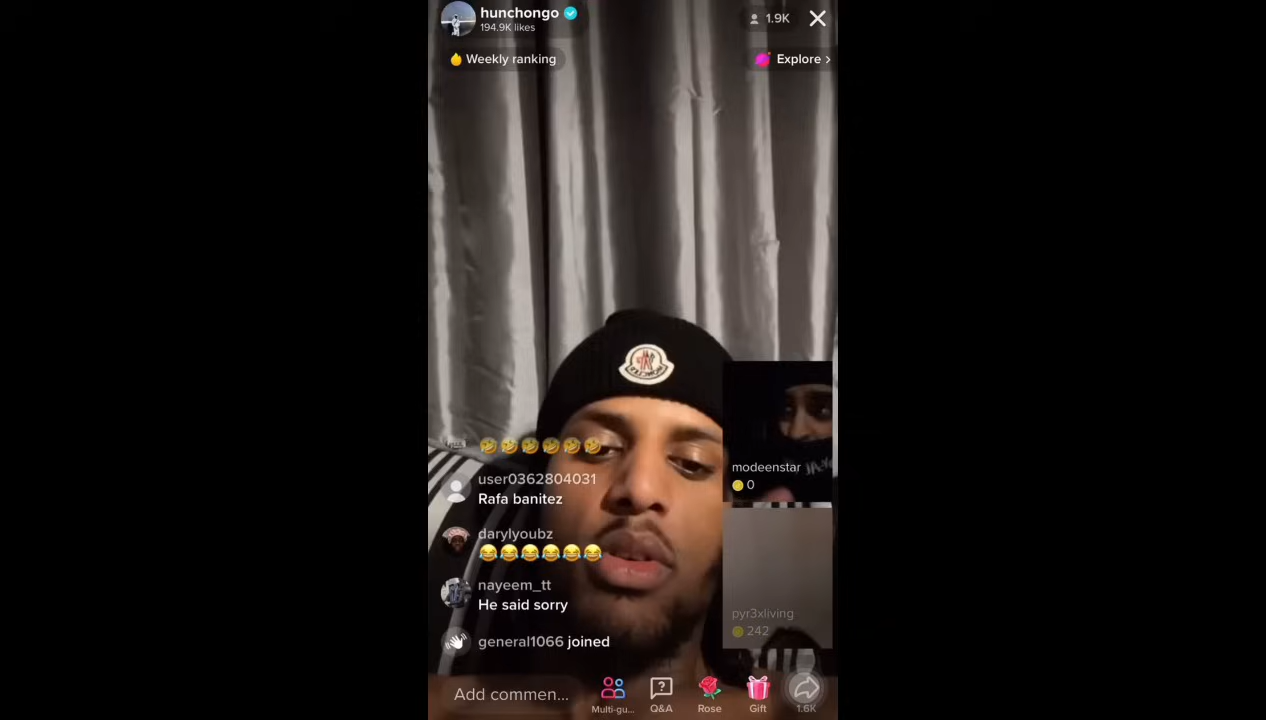 hunchongo
194.9K likes
1.9K
Weekly ranking
Explore >
🤣🤣🤣🤣🤣🤣
user0362804031
Rafa banitez
darylyoubz
😂😂😂😂😂😂
nayeem_tt
He said sorry
general1066 joined
modeenstar
0
pyr3xliving
242
Add commen...
Multi-gu...
Q&A
Rose
Gift
1.6K